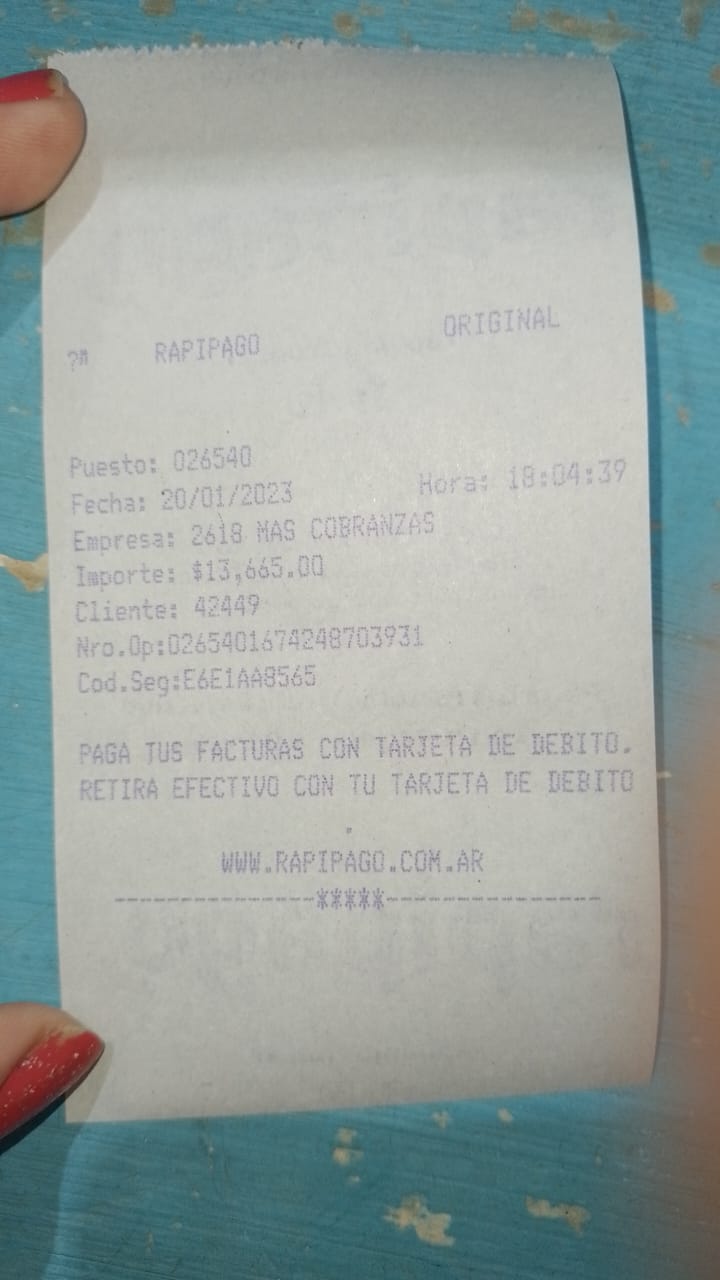 ?" RAPIPAGO ORIGINAL
Puesto: 026540
Fecha: 20/01/2023 Hora: 18:04:39
Empresa: 2618 MAS COBRANZAS
Importe: $13,665.00
Cliente: 42449
Nro.Op:0265401674248703931
Cod.Seg:E6E1AA8565
PAGA TUS FACTURAS CON TARJETA DE DEBITO.
RETIRA EFECTIVO CON TU TARJETA DE DEBITO
.
WWW.RAPIPAGO.COM.AR
-----------------*****------------------